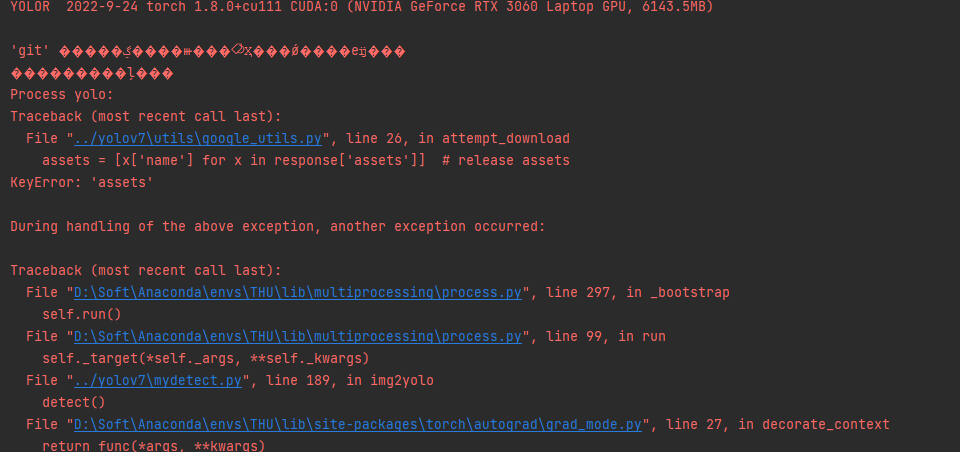 YOLOR 2022-9-24 torch 1.8.0+cu111 CUDA:0 (NVIDIA GeForce RTX 3060 Laptop GPU, 6143.5MB)
'git'
Process yolo:
Traceback (most recent call last):
File "../yolov7\utils\google_utils.py", line 26, in attempt_download
assets = [x['name'] for x in response['assets']]  # release assets
KeyError: 'assets'
During handling of the above exception, another exception occurred:
Traceback (most recent call last):
File "D:\Soft\Anaconda\envs\THU\lib\multiprocessing\process.py", line 297, in _bootstrap
self.run()
File "D:\Soft\Anaconda\envs\THU\lib\multiprocessing\process.py", line 99, in run
self._target(*self._args, **self._kwargs)
File "../yolov7\mydetect.py", line 189, in img2yolo
detect()
File "D:\Soft\Anaconda\envs\THU\lib\site-packages\torch\autograd\grad_mode.py", line 27, in decorate_context
return func(*args, **kwargs)